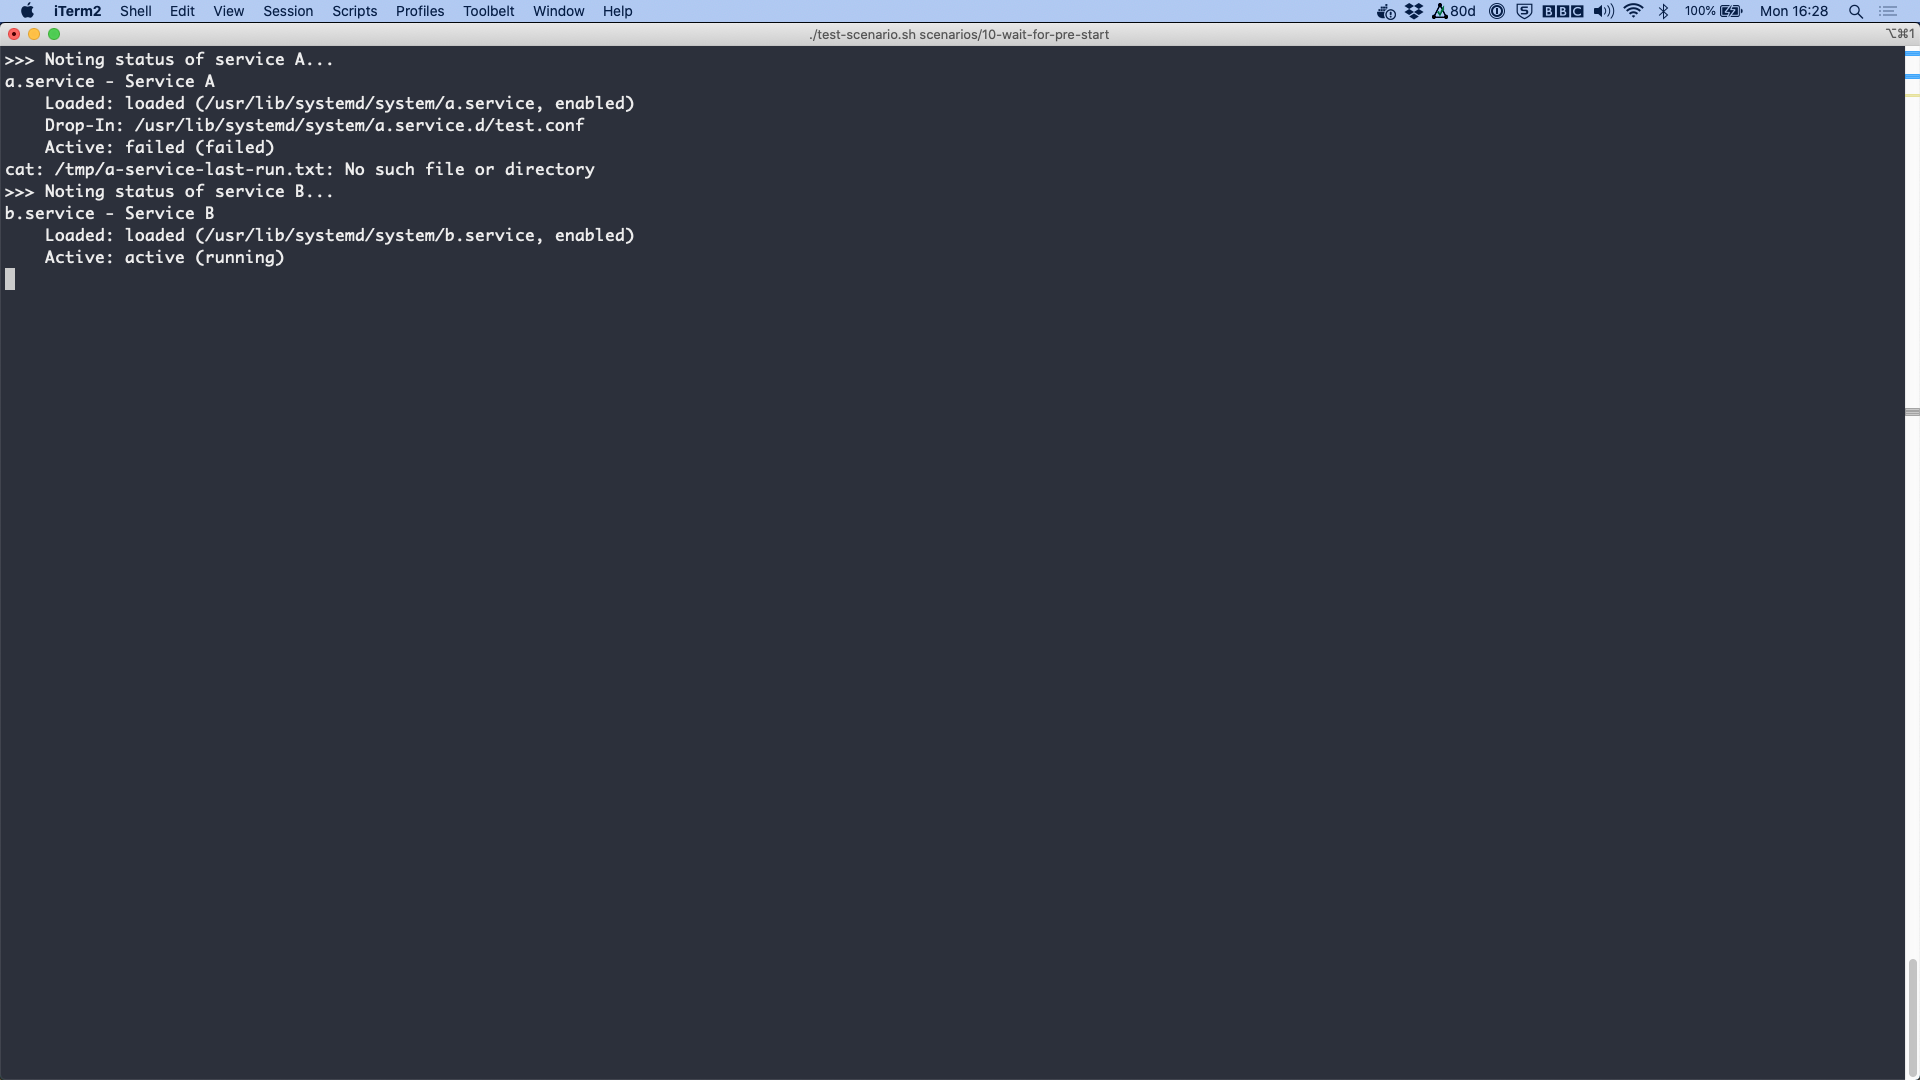 iTerm2 Shell Edit View Session Scripts Profiles Toolbelt Window Help 80d BBC 100% Mon 16:28
./test-scenario.sh scenarios/10-wait-for-pre-start ⌥⌘1
>>> Noting status of service A...
a.service - Service A
    Loaded: loaded (/usr/lib/systemd/system/a.service, enabled)
    Drop-In: /usr/lib/systemd/system/a.service.d/test.conf
    Active: failed (failed)
cat: /tmp/a-service-last-run.txt: No such file or directory
>>> Noting status of service B...
b.service - Service B
    Loaded: loaded (/usr/lib/systemd/system/b.service, enabled)
    Active: active (running)